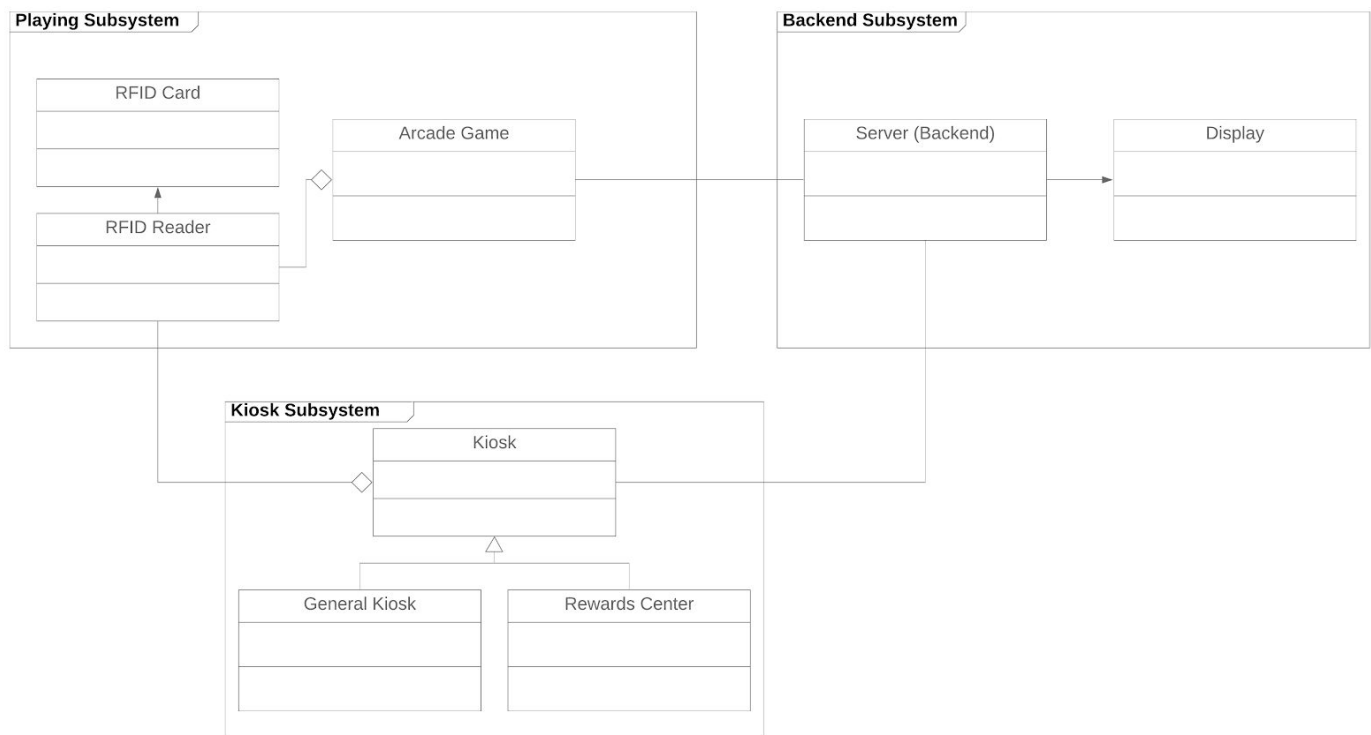 Playing Subsystem
RFID Card
RFID Reader
Arcade Game
Backend Subsystem
Server (Backend)
Display
Kiosk Subsystem
Kiosk
General Kiosk
Rewards Center